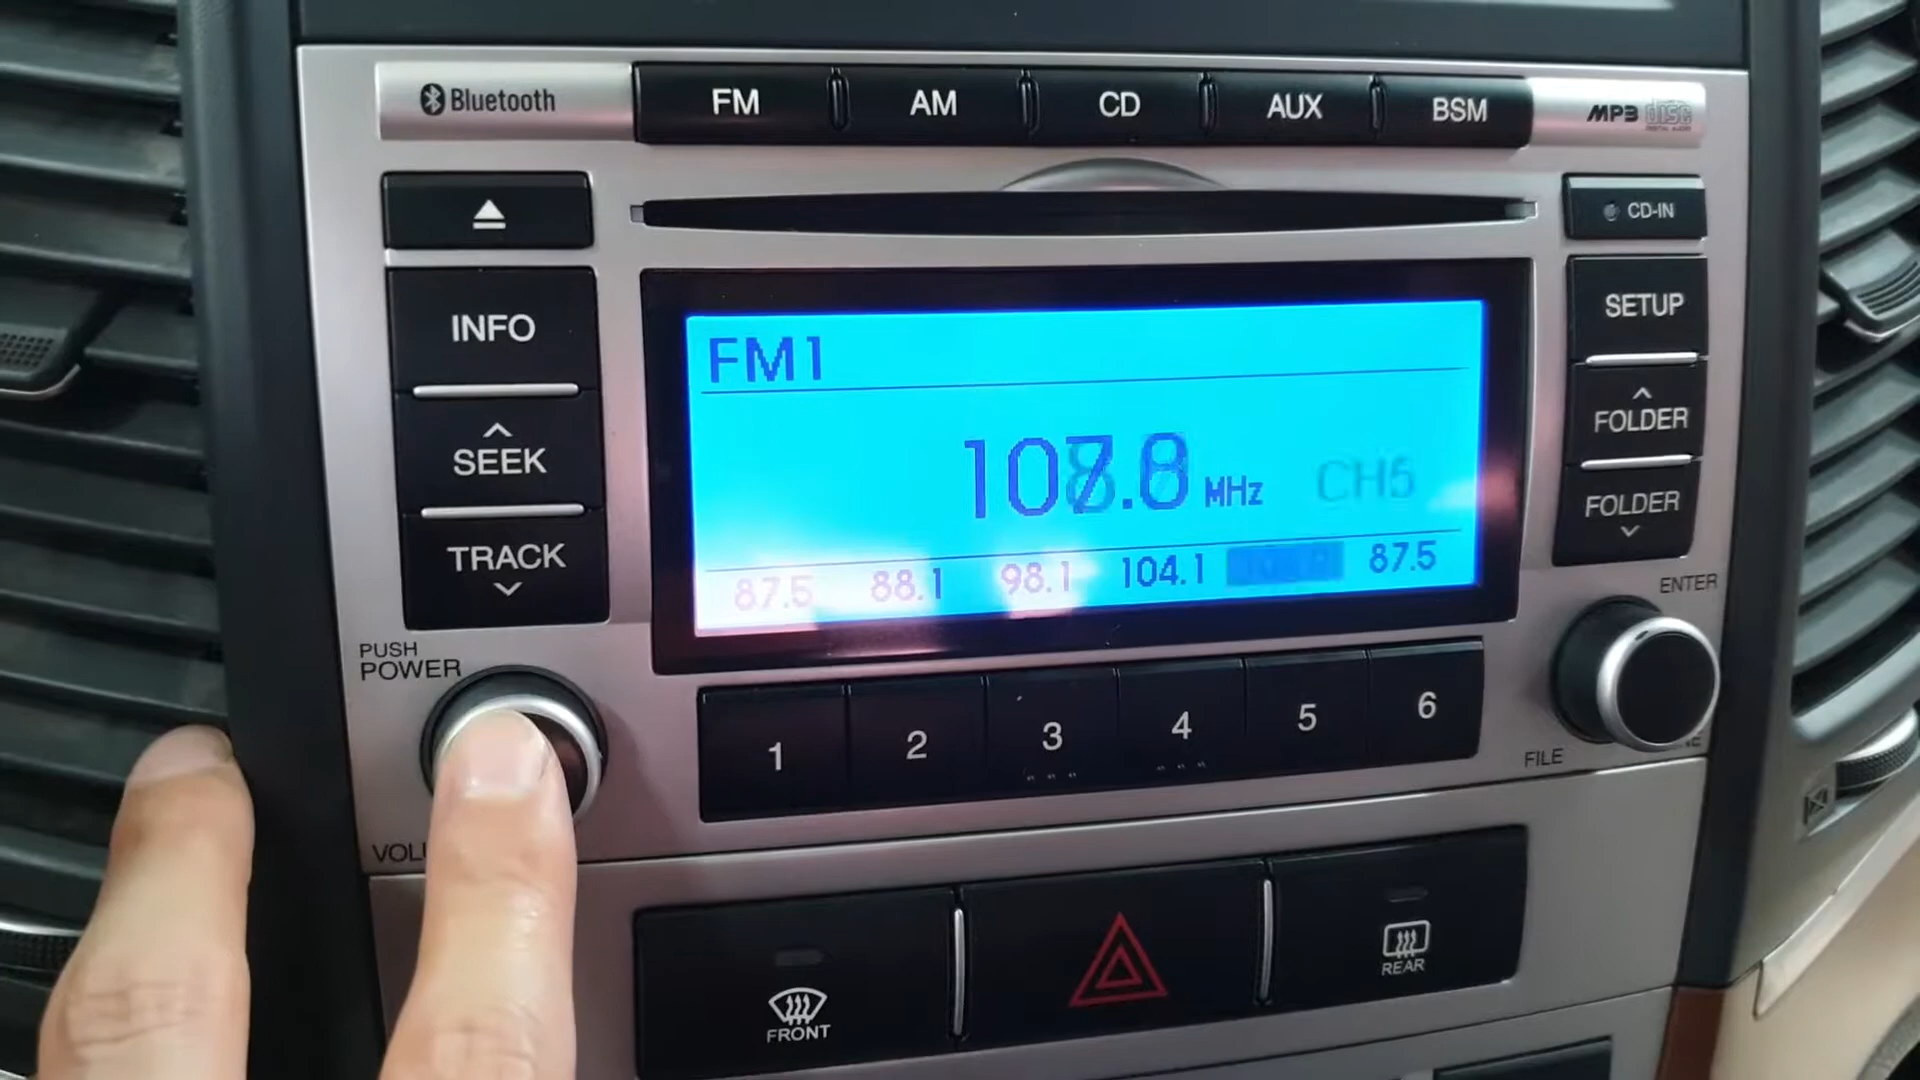 Bluetooth FM AM CD AUX BSM MP3 disc
CD-IN
INFO
SEEK
TRACK
SETUP
FOLDER
FOLDER
FM1
MHz CH5
87.5 88.1 98.1 104.1 87.5
PUSH
POWER
ENTER
1 2 3 4 5 6
FILE
FRONT
REAR